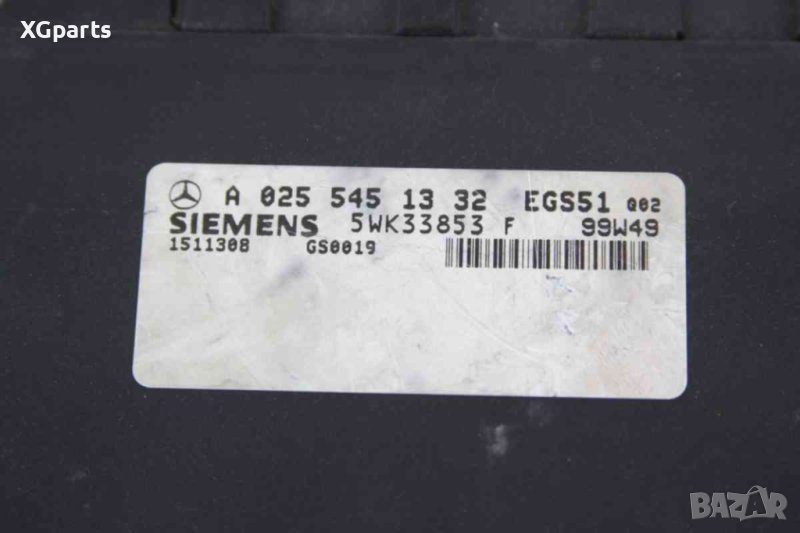 XGparts
A 025 545 13 32 EGS51 Q02
SIEMENS 5WK33853 F 99W49
1511308 GS0019
BAZAR